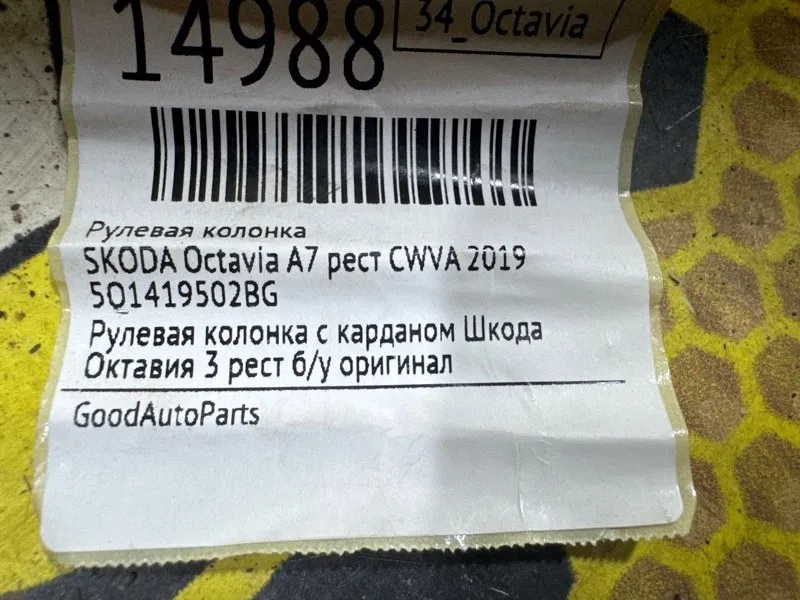 14988
34_Octavia
Рулевая колонка
SKODA Octavia A7 рест CWVA 2019
5Q1419502BG
Рулевая колонка с карданом Шкода
Октавия 3 рест б/у оригинал
GoodAutoParts